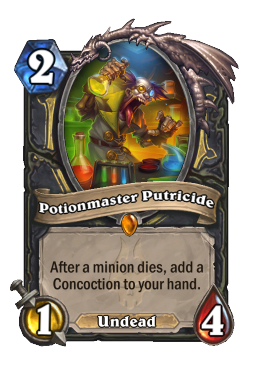 2
Potionmaster Putricide
After a minion dies, add a
Concoction to your hand.
1
Undead
4